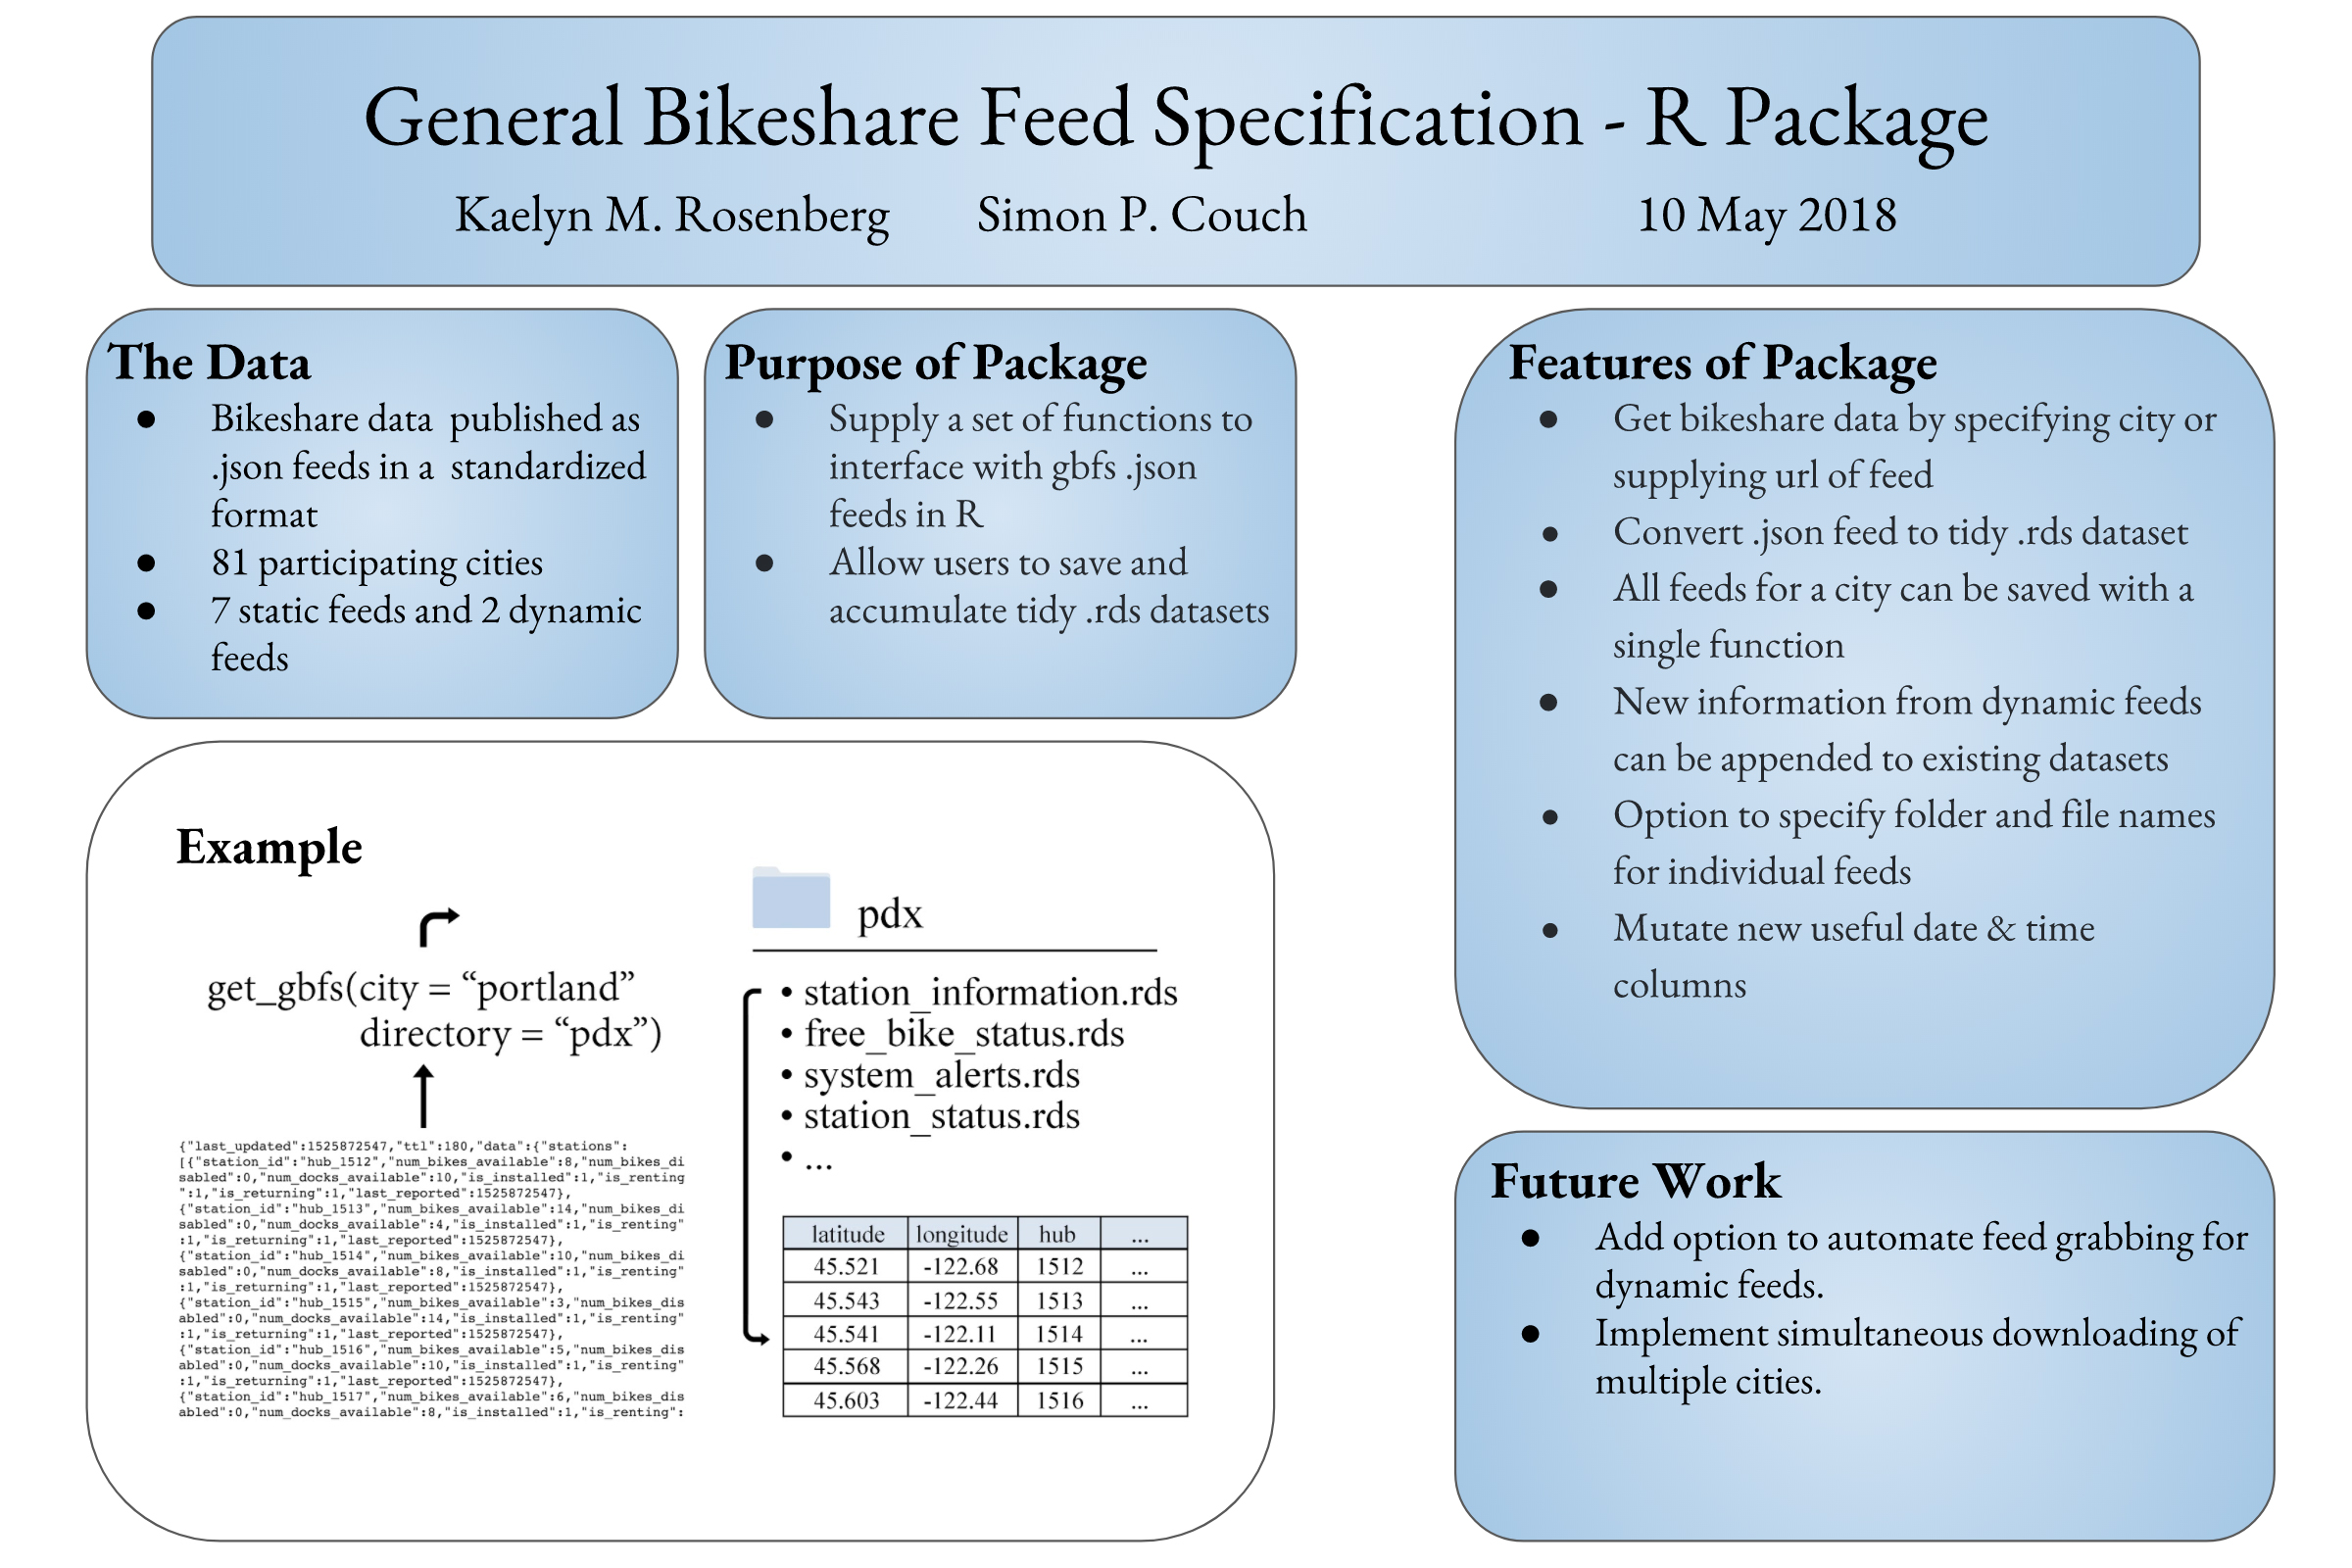 General Bikeshare Feed Specification - R Package
Kaelyn M. Rosenberg Simon P. Couch 10 May 2018
The Data
● Bikeshare data published as
.json feeds in a standardized
format
● 81 participating cities
● 7 static feeds and 2 dynamic
feeds
Purpose of Package
● Supply a set of functions to
interface with gbfs .json
feeds in R
● Allow users to save and
accumulate tidy .rds datasets
Features of Package
● Get bikeshare data by specifying city or
supplying url of feed
● Convert .json feed to tidy .rds dataset
● All feeds for a city can be saved with a
single function
● New information from dynamic feeds
can be appended to existing datasets
● Option to specify folder and file names
for individual feeds
● Mutate new useful date & time
columns
Example
get_gbfs(city = “portland”
directory = “pdx”)
{"last_updated":1525872547,"ttl":180,"data":{"stations":
[{"station_id":"hub_1512","num_bikes_available":8,"num_bikes_di
sabled":0,"num_docks_available":10,"is_installed":1,"is_renting
":1,"is_returning":1,"last_reported":1525872547},
{"station_id":"hub_1513","num_bikes_available":14,"num_bikes_di
sabled":0,"num_docks_available":4,"is_installed":1,"is_renting"
:1,"is_returning":1,"last_reported":1525872547},
{"station_id":"hub_1514","num_bikes_available":10,"num_bikes_di
sabled":0,"num_docks_available":8,"is_installed":1,"is_renting"
:1,"is_returning":1,"last_reported":1525872547},
{"station_id":"hub_1515","num_bikes_available":3,"num_bikes_dis
abled":0,"num_docks_available":14,"is_installed":1,"is_renting"
:1,"is_returning":1,"last_reported":1525872547},
{"station_id":"hub_1516","num_bikes_available":5,"num_bikes_dis
abled":0,"num_docks_available":10,"is_installed":1,"is_renting"
:1,"is_returning":1,"last_reported":1525872547},
{"station_id":"hub_1517","num_bikes_available":6,"num_bikes_dis
abled":0,"num_docks_available":8,"is_installed":1,"is_renting":
pdx
• station_information.rds
• free_bike_status.rds
• system_alerts.rds
• station_status.rds
• ...
latitude longitude hub ...
45.521 -122.68 1512 ...
45.543 -122.55 1513 ...
45.541 -122.11 1514 ...
45.568 -122.26 1515 ...
45.603 -122.44 1516 ...
Future Work
● Add option to automate feed grabbing for
dynamic feeds.
● Implement simultaneous downloading of
multiple cities.